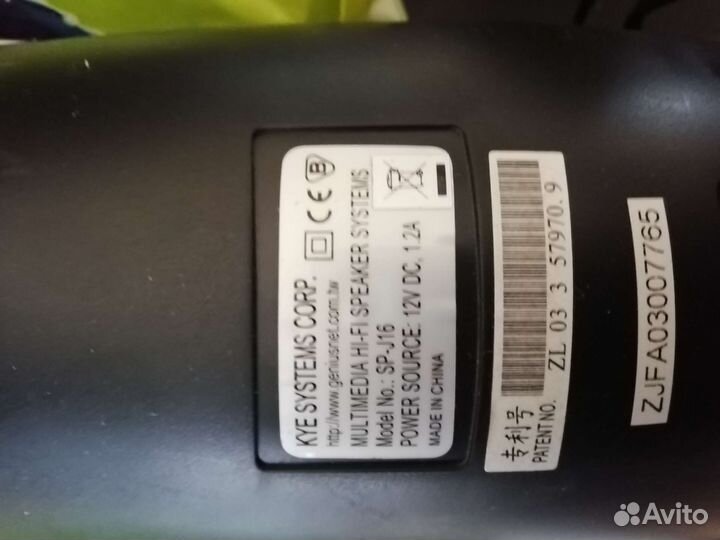 KYE SYSTEMS CORP.
http://www.geniusnet.com.tw
MULTIMEDIA HI-FI SPEAKER SYSTEMS
Model No.: SP-J16
POWER SOURCE: 12V DC, 1.2A
MADE IN CHINA
CE B
专利号
PATENT NO.
ZL 03 3 57970.9
ZJFA03007765
Avito